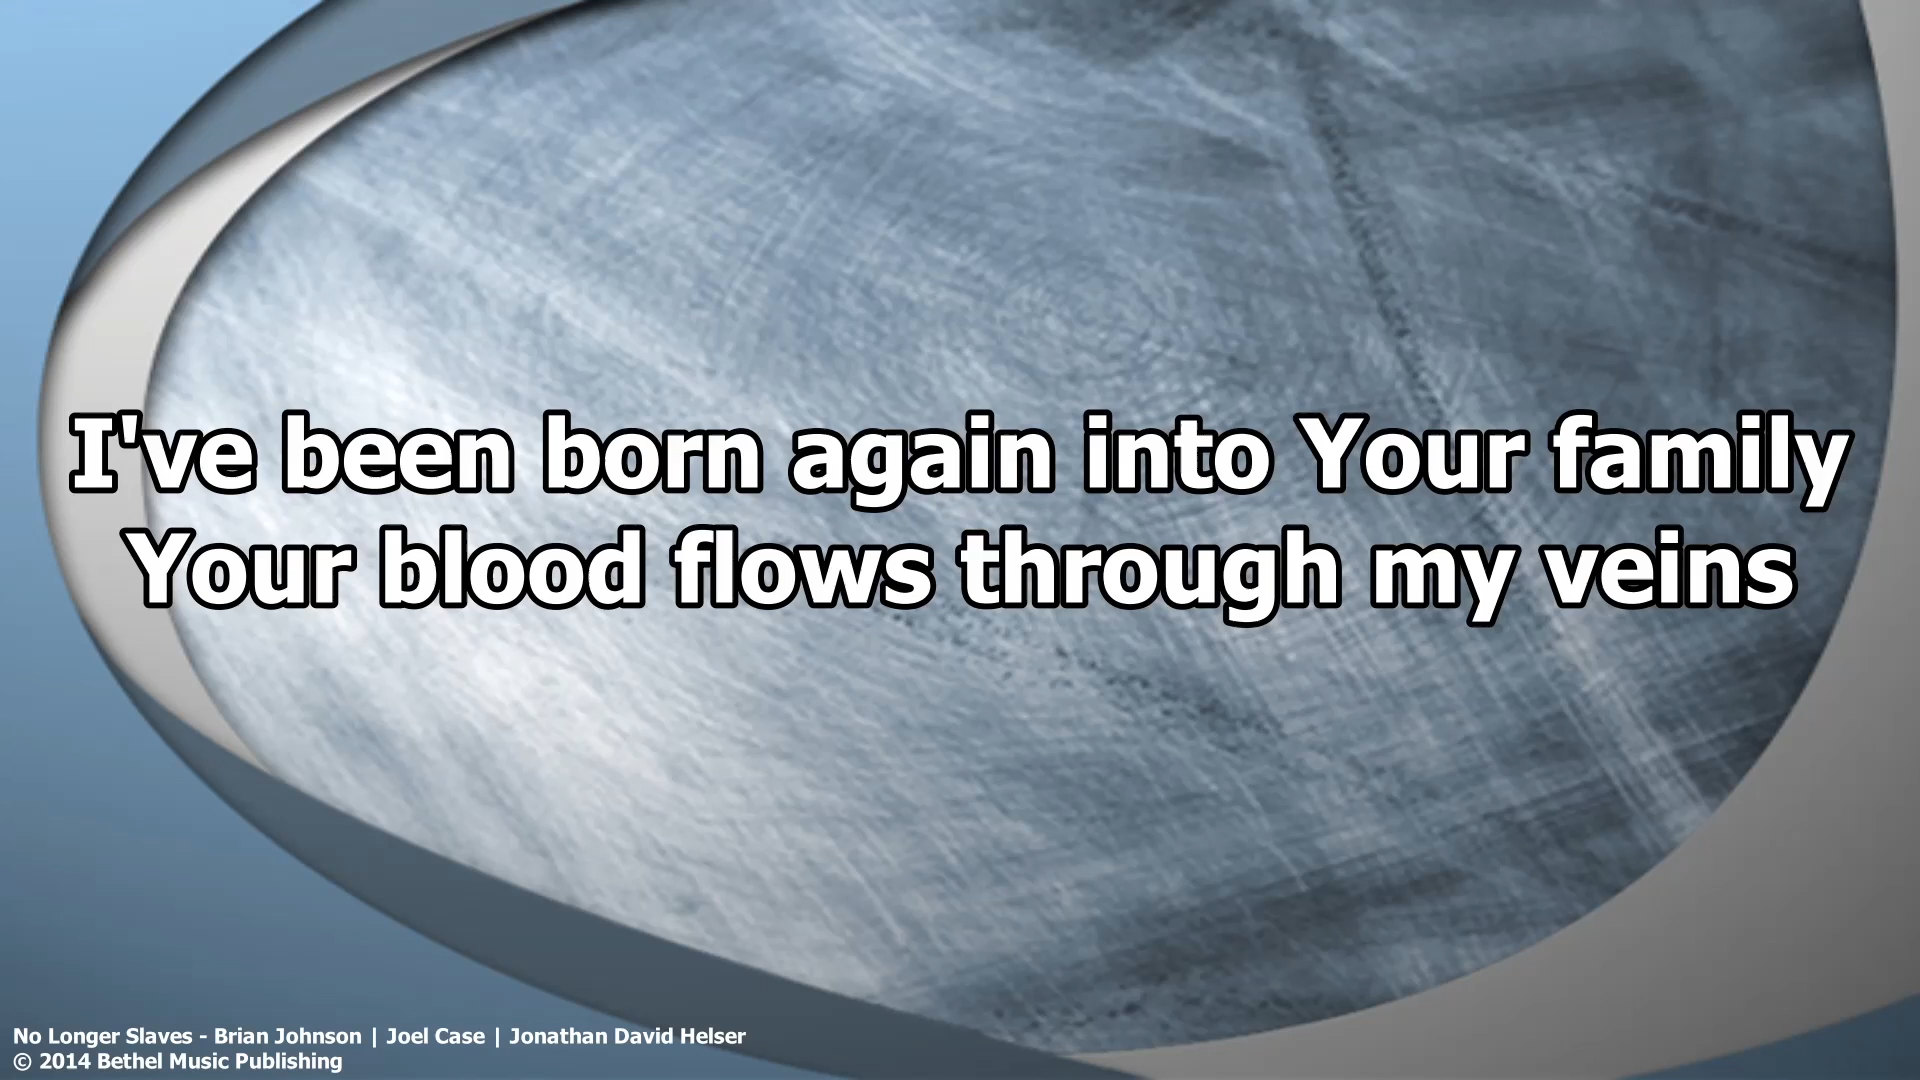 I've been born again into Your family
Your blood flows through my veins
No Longer Slaves - Brian Johnson | Joel Case | Jonathan David Helser
© 2014 Bethel Music Publishing